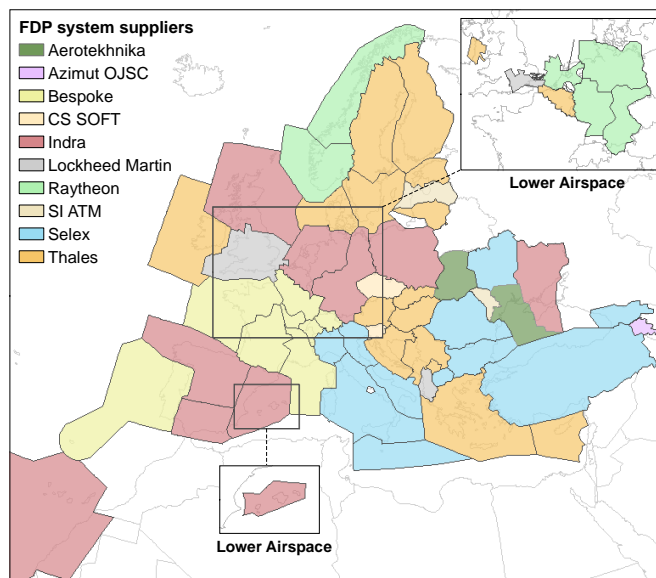 FDP system suppliers
Aerotekhnika
Azimut OJSC
Bespoke
CS SOFT
Indra
Lockheed Martin
Raytheon
SI ATM
Selex
Thales
Lower Airspace
Lower Airspace